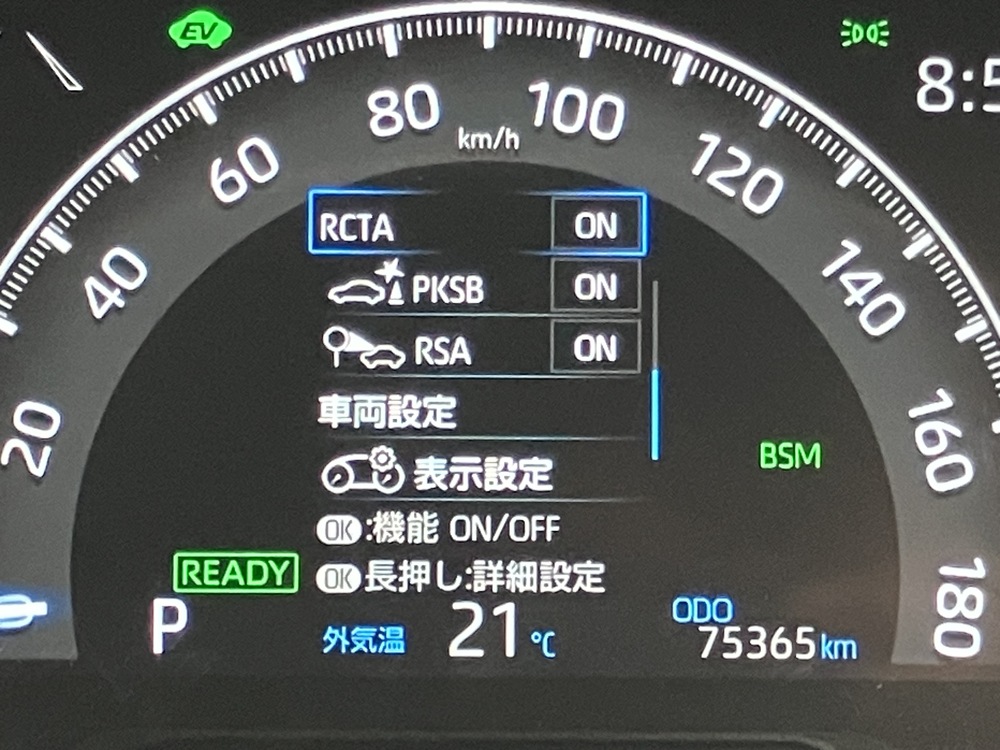 EV
8:5
80
100
km/h
60
120
RCTA ON
40
140
PKSB ON
RSA ON
車両設定
20
160
BSM
表示設定
OK:機能 ON/OFF
READY
OK長押し:詳細設定
180
P
外気温 21℃
ODO
75365km